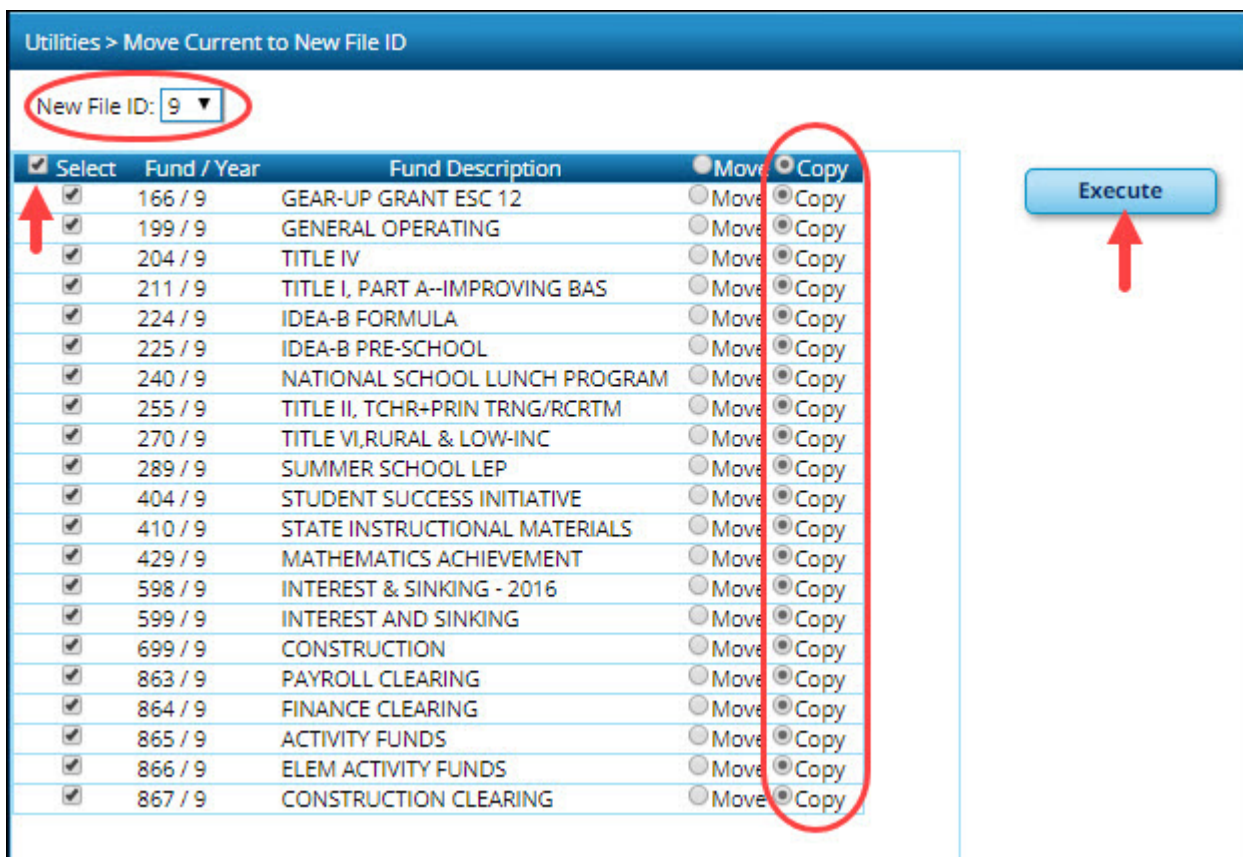 Utilities > Move Current to New File ID
New File ID: 9
Select Fund / Year Fund Description Move Copy
Execute
166 / 9 GEAR-UP GRANT ESC 12 Move Copy
199 / 9 GENERAL OPERATING Move Copy
204 / 9 TITLE IV Move Copy
211 / 9 TITLE I, PART A--IMPROVING BAS Move Copy
224 / 9 IDEA-B FORMULA Move Copy
225 / 9 IDEA-B PRE-SCHOOL Move Copy
240 / 9 NATIONAL SCHOOL LUNCH PROGRAM Move Copy
255 / 9 TITLE II, TCHR+PRIN TRNG/RCRTM Move Copy
270 / 9 TITLE VI,RURAL & LOW-INC Move Copy
289 / 9 SUMMER SCHOOL LEP Move Copy
404 / 9 STUDENT SUCCESS INITIATIVE Move Copy
410 / 9 STATE INSTRUCTIONAL MATERIALS Move Copy
429 / 9 MATHEMATICS ACHIEVEMENT Move Copy
598 / 9 INTEREST & SINKING - 2016 Move Copy
599 / 9 INTEREST AND SINKING Move Copy
699 / 9 CONSTRUCTION Move Copy
863 / 9 PAYROLL CLEARING Move Copy
864 / 9 FINANCE CLEARING Move Copy
865 / 9 ACTIVITY FUNDS Move Copy
866 / 9 ELEM ACTIVITY FUNDS Move Copy
867 / 9 CONSTRUCTION CLEARING Move Copy